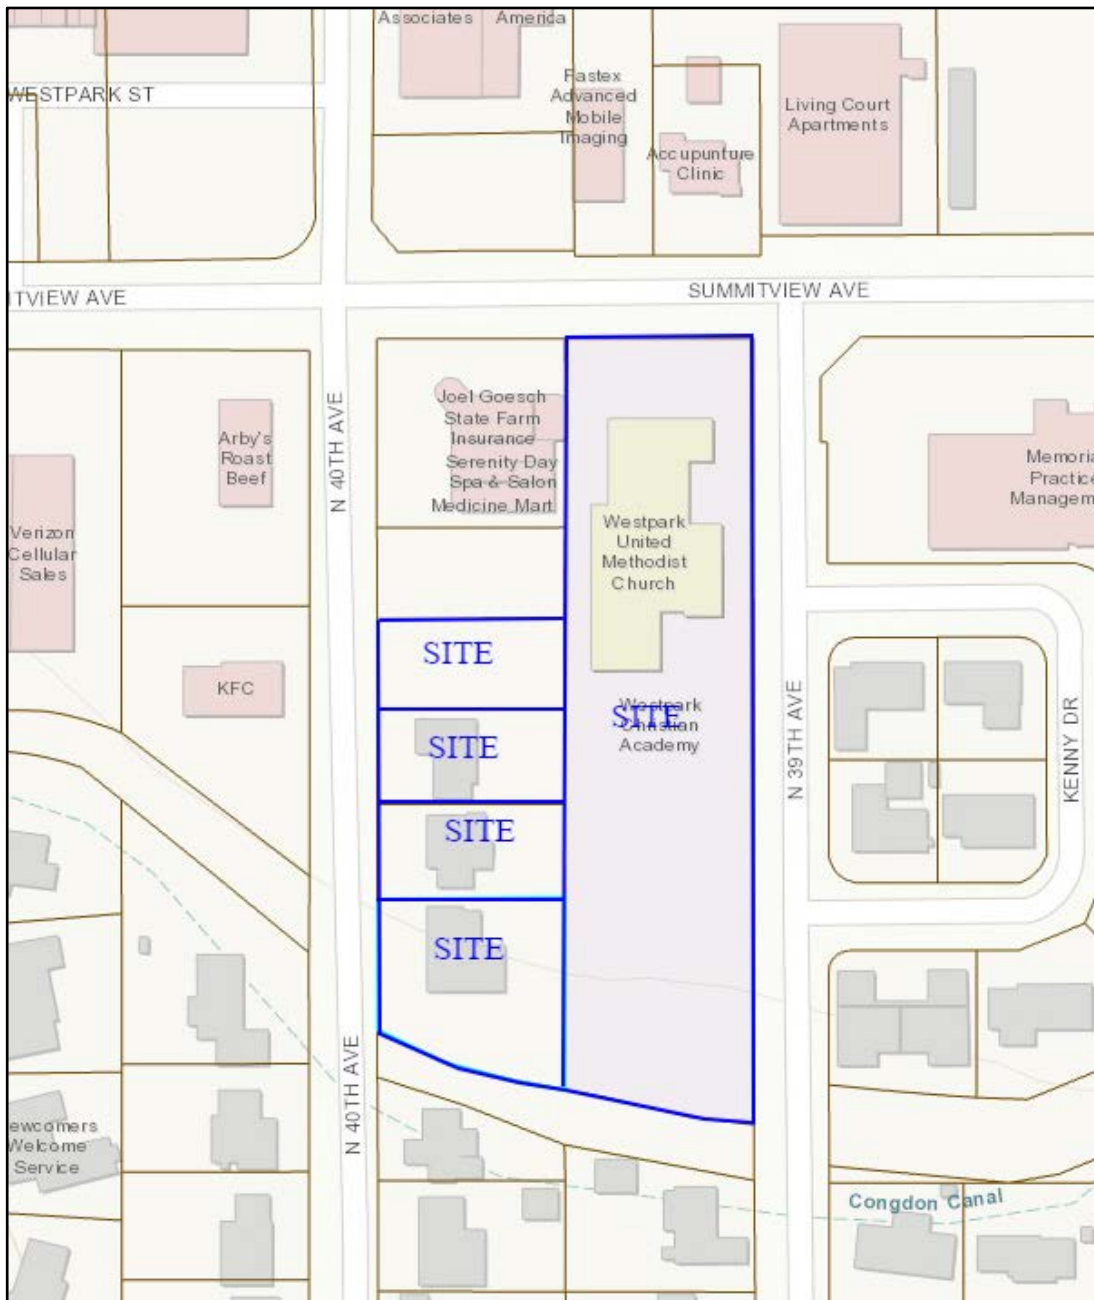 Associates
America
WESTPARK ST
Fastex
Advanced
Mobile
Imaging
Accupunture
Clinic
Living Court
Apartments
ITVIEW AVE
SUMMITVIEW AVE
N 40TH AVE
Arby's
Roast
Beef
Joel Goesch
State Farm
Insurance
Serenity Day
Spa & Salon
Medicine Mart
Verizon
Cellular
Sales
Westpark
United
Methodist
Church
Memoria
Practice
Managem
KFC
SITE
SITE
SITE
SITE
SITE
Westpark
Christian
Academy
N 39TH AVE
KENNY DR
N 40TH AVE
ewcomers
Welcome
Service
Congdon Canal